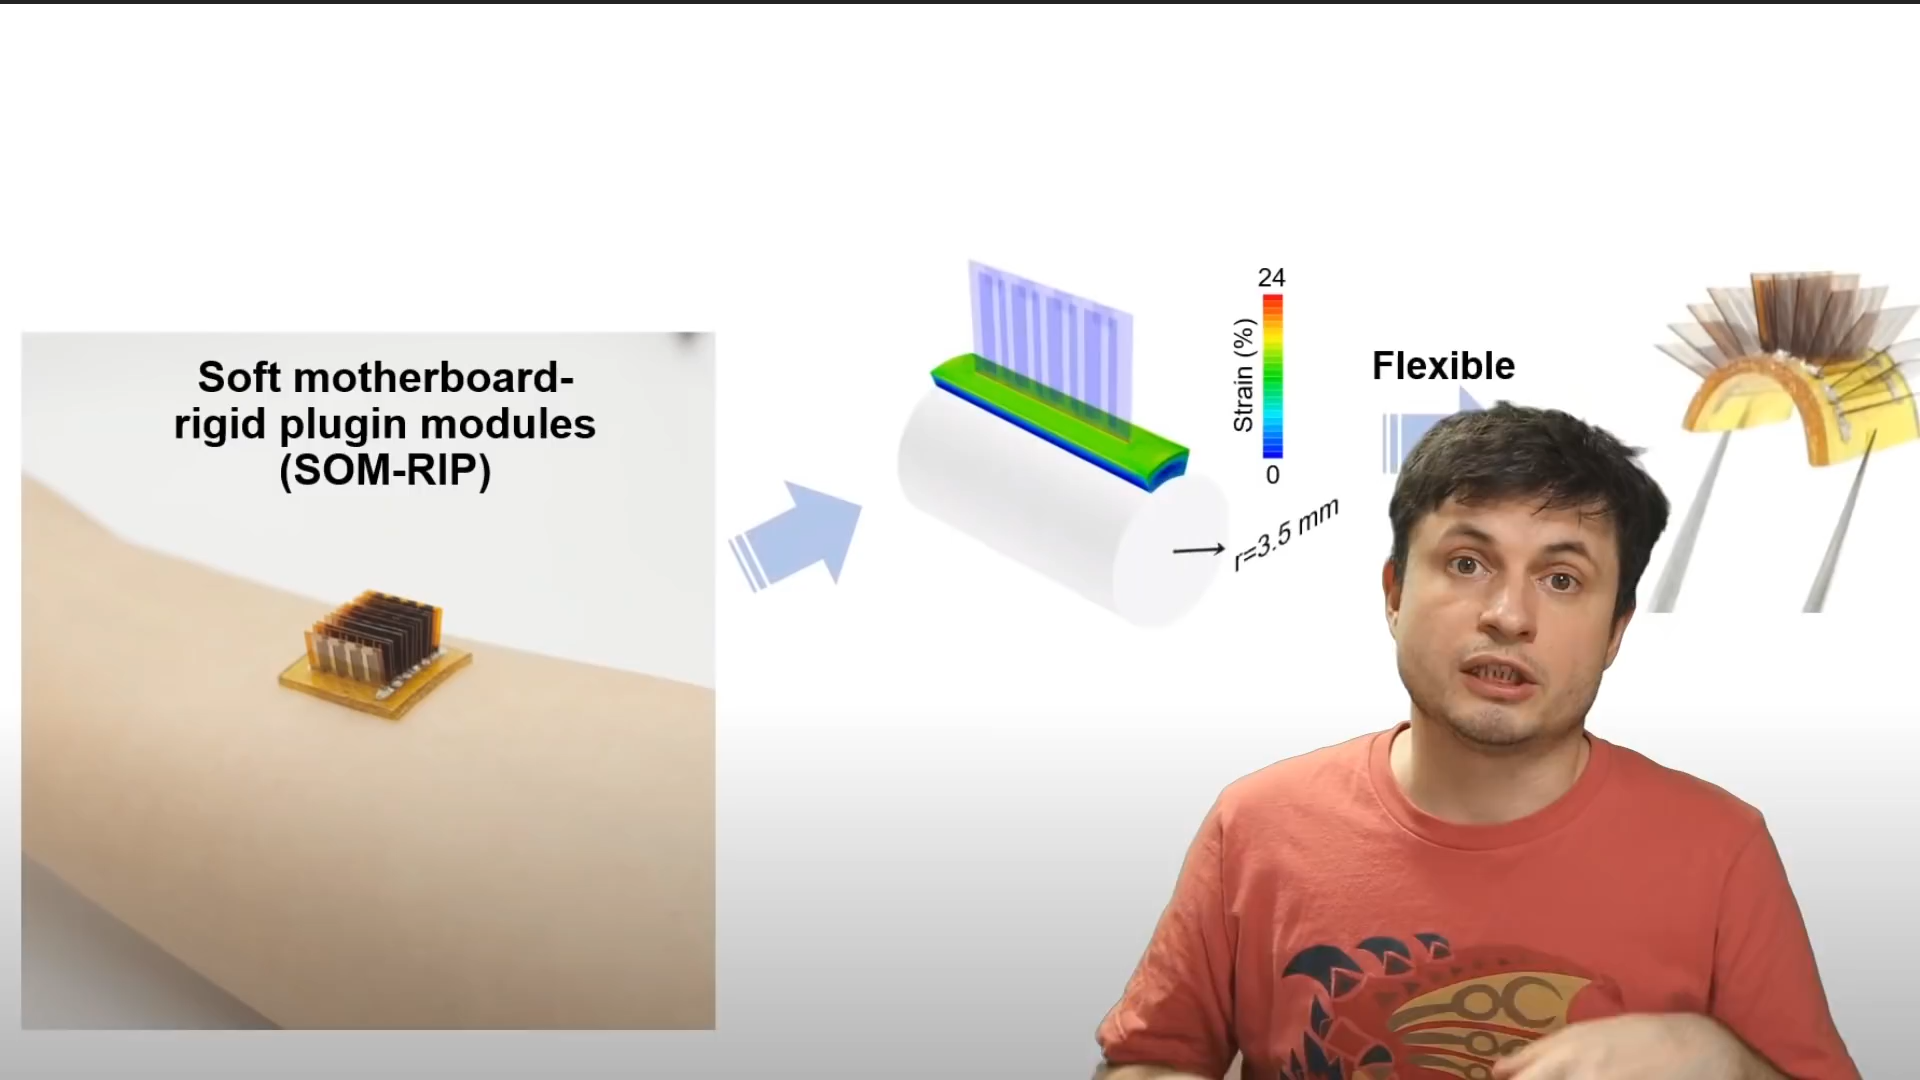 Soft motherboard-
rigid plugin modules
(SOM-RIP)
24
Strain (%)
0
r=3.5 mm
Flexible